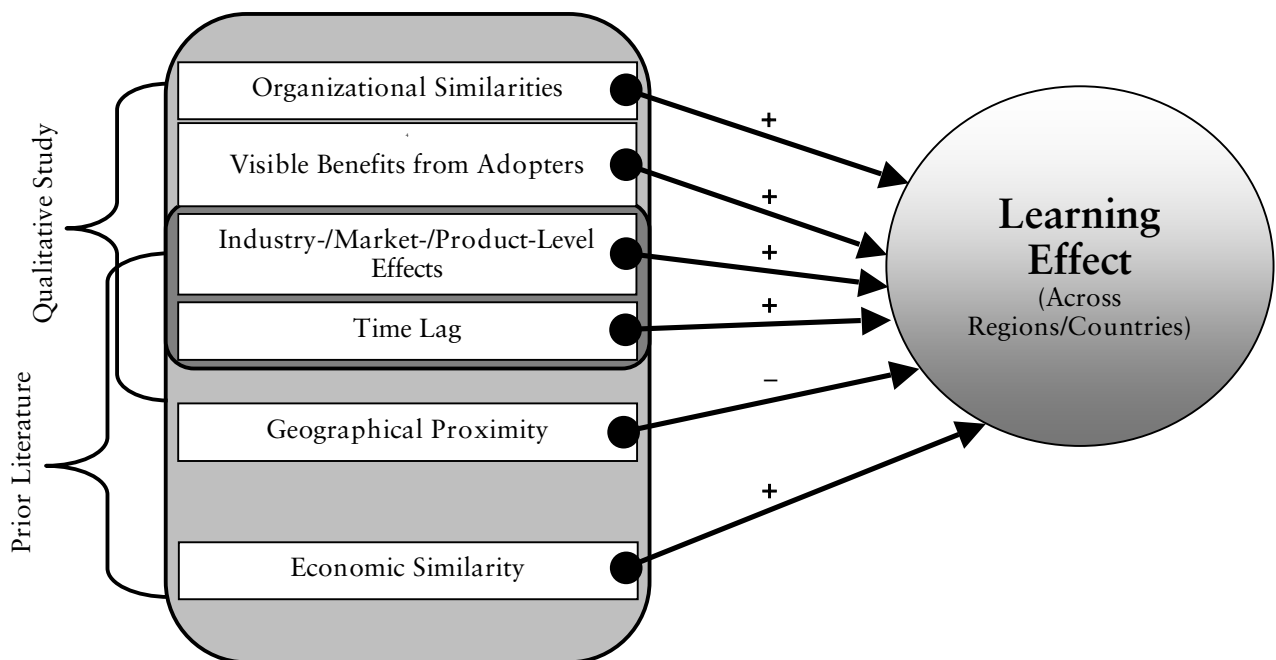 Qualitative Study
Prior Literature
Organizational Similarities
Visible Benefits from Adopters
Industry-/Market-/Product-Level
Effects
Time Lag
Geographical Proximity
Economic Similarity
+
+
+
+
–
+
Learning
Effect
(Across
Regions/Countries)